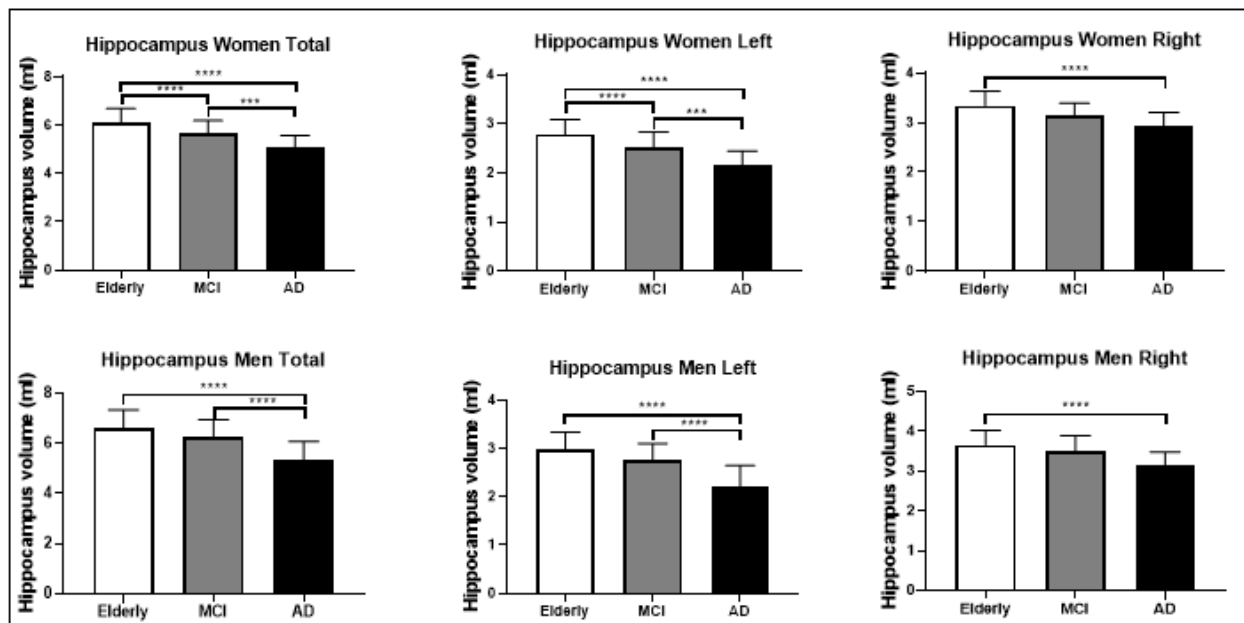 Hippocampus Women Total
Hippocampus volume (ml)
8
6
4
2
0
****
****
***
Elderly MCI AD
Hippocampus Women Left
Hippocampus volume (ml)
4
3
2
1
0
****
****
***
Elderly MCI AD
Hippocampus Women Right
Hippocampus volume (ml)
4
3
2
1
0
****
Elderly MCI AD
Hippocampus Men Total
Hippocampus volume (ml)
8
6
4
2
0
****
****
Elderly MCI AD
Hippocampus Men Left
Hippocampus volume (ml)
4
3
2
1
0
****
****
Elderly MCI AD
Hippocampus Men Right
Hippocampus volume (ml)
5
4
3
2
1
0
****
Elderly MCI AD